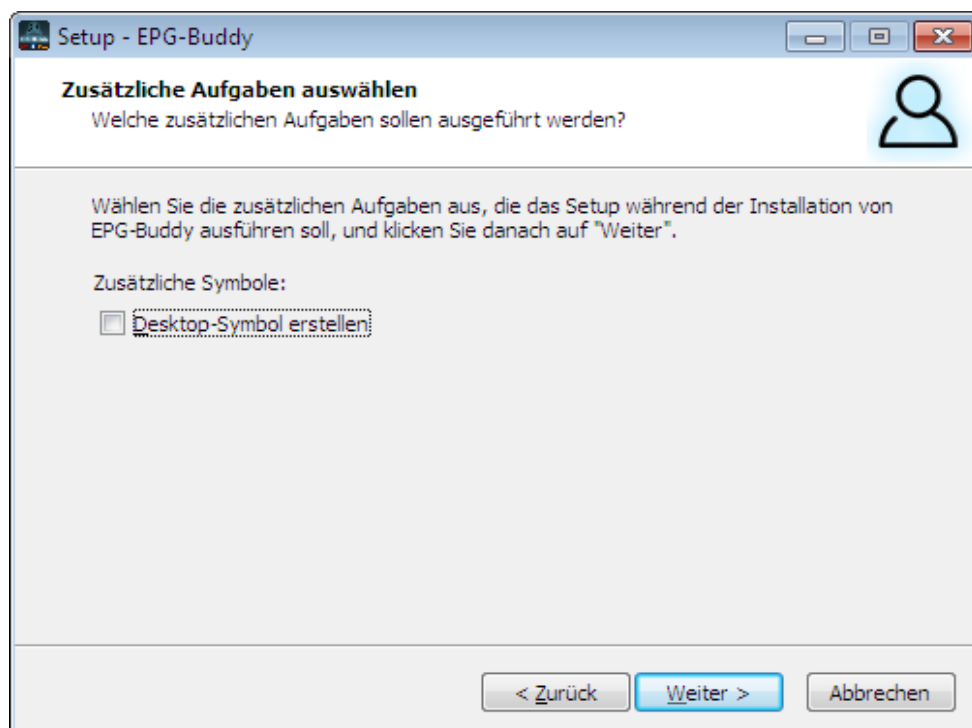 Setup - EPG-Buddy
Zusätzliche Aufgaben auswählen
Welche zusätzlichen Aufgaben sollen ausgeführt werden?
Wählen Sie die zusätzlichen Aufgaben aus, die das Setup während der Installation von
EPG-Buddy ausführen soll, und klicken Sie danach auf "Weiter".
Zusätzliche Symbole:
Desktop-Symbol erstellen
< Zurück
Weiter >
Abbrechen